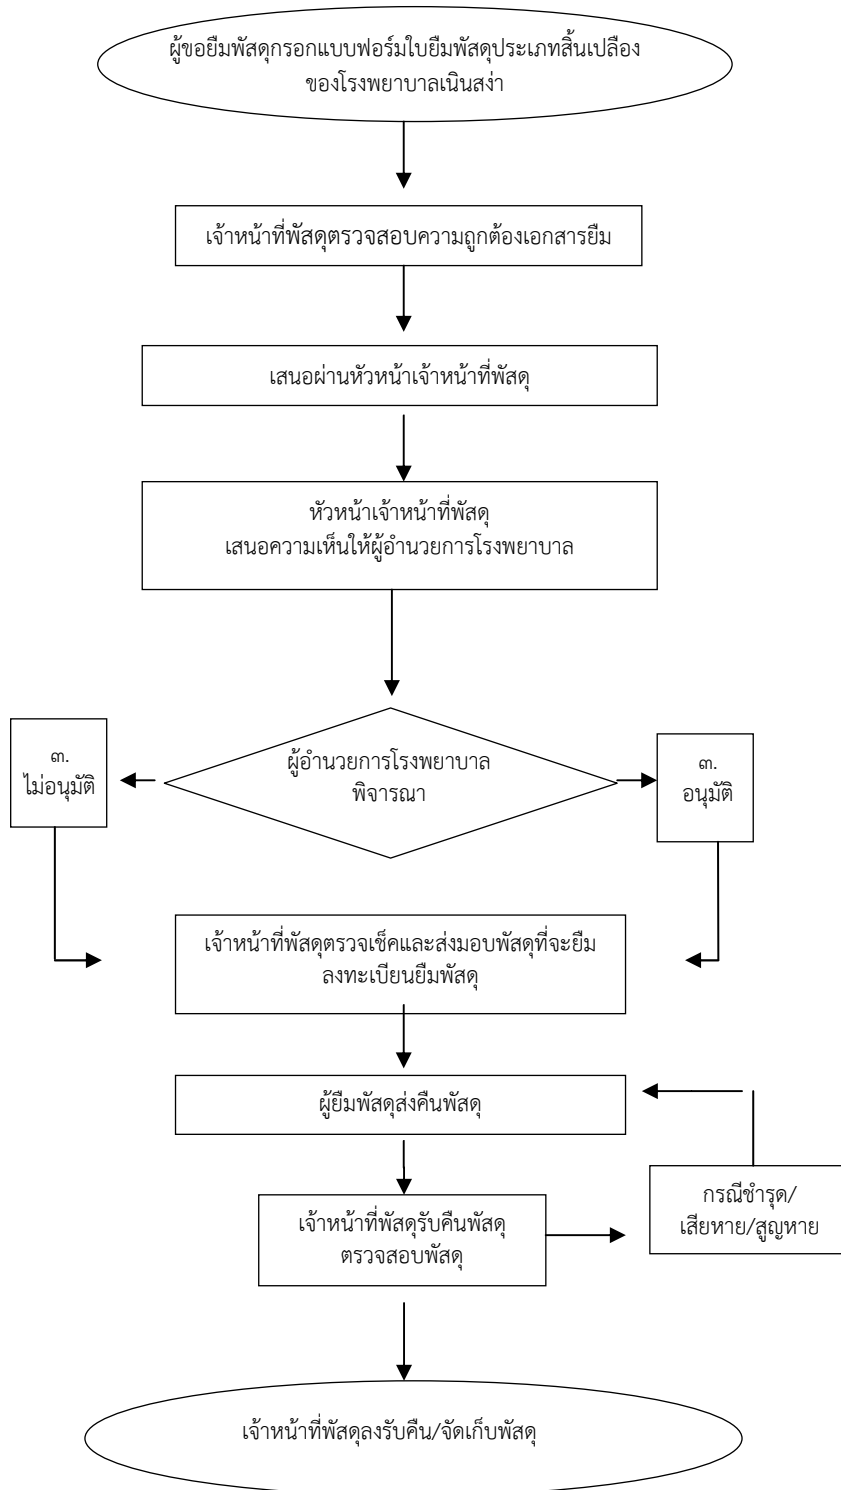 ผู้ขอยืมพัสดุกรอกแบบฟอร์มใบยืมพัสดุประเภทสิ้นเปลือง
ของโรงพยาบาลเนินสง่า
เจ้าหน้าที่พัสดุตรวจสอบความถูกต้องเอกสารยืม
เสนอผ่านหัวหน้าเจ้าหน้าที่พัสดุ
หัวหน้าเจ้าหน้าที่พัสดุ
เสนอความเห็นให้ผู้อำนวยการโรงพยาบาล
๓.
ไม่อนุมัติ
ผู้อำนวยการโรงพยาบาล
พิจารณา
๓.
อนุมัติ
เจ้าหน้าที่พัสดุตรวจเช็คและส่งมอบพัสดุที่จะยืม
ลงทะเบียนยืมพัสดุ
ผู้ยืมพัสดุส่งคืนพัสดุ
กรณีชำรุด/
เสียหาย/สูญหาย
เจ้าหน้าที่พัสดุรับคืนพัสดุ
ตรวจสอบพัสดุ
เจ้าหน้าที่พัสดุลงรับคืน/จัดเก็บพัสดุ